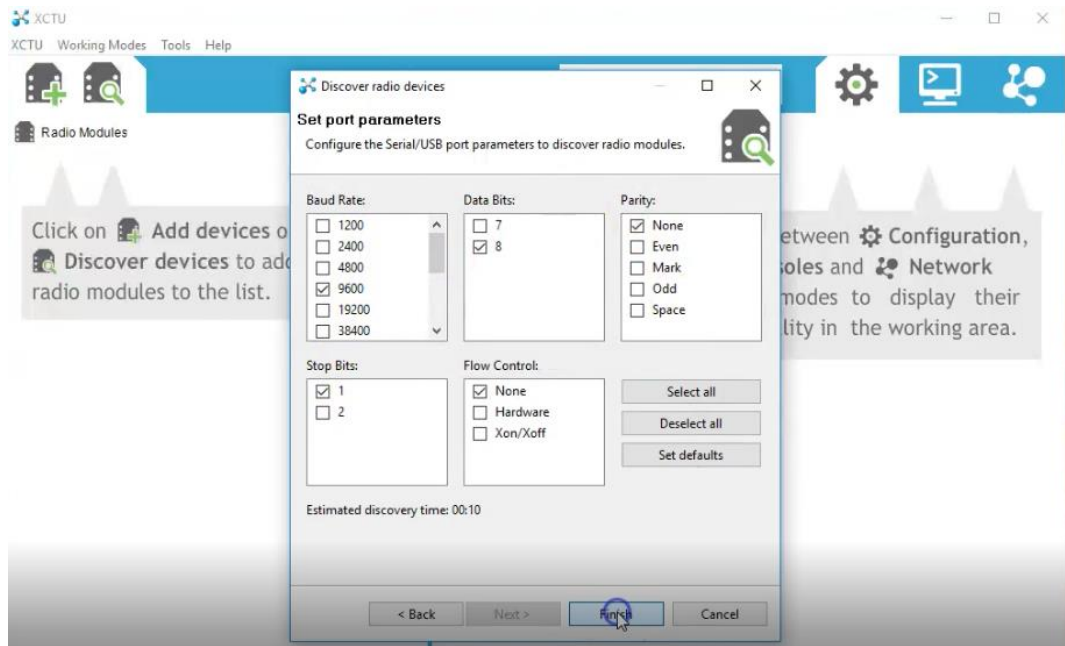 XCTU
XCTU Working Modes Tools Help
Radio Modules
Click on Add devices o
Discover devices to add
radio modules to the list.
Discover radio devices
Set port parameters
Configure the Serial/USB port parameters to discover radio modules.
Baud Rate:
1200
2400
4800
9600
19200
38400
Data Bits:
7
8
Parity:
None
Even
Mark
Odd
Space
Stop Bits:
1
2
Flow Control:
None
Hardware
Xon/Xoff
Select all
Deselect all
Set defaults
Estimated discovery time: 00:10
< Back
Next >
Finish
Cancel
etween Configuration,
oles and Network
modes to display their
lity in the working area.